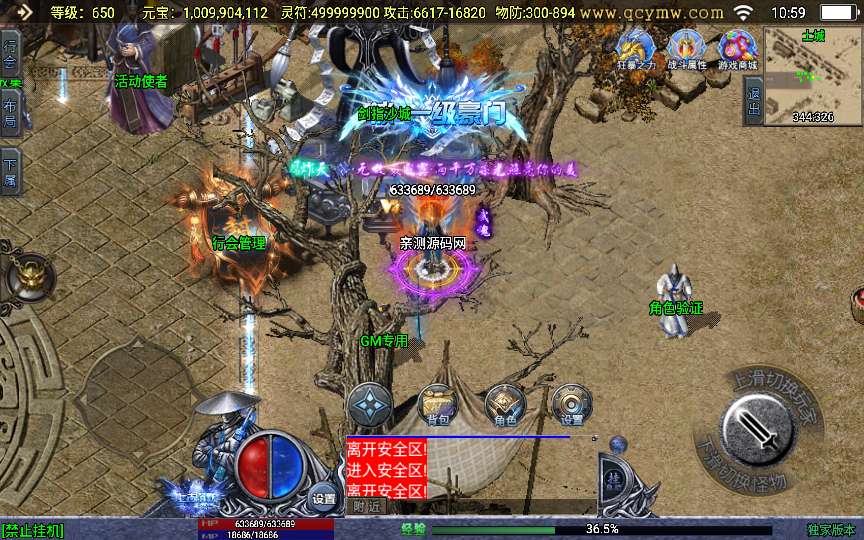 等级：650 元宝：1,009,904,112 灵符:499999900 攻击:6617-16820 物防:300-894 www.qcymw.com 10:59
行会
布局
下属
活动使者
狂暴之力 战斗属性 游戏商城
土城
退出
344:326
剑指沙城
一级豪门
633689/633689
亲测源码网
行会管理
角色验证
GM专用
上滑切换玩家
下滑切换怪物
背包 角色 设置
离开安全区!
进入安全区!
离开安全区!
附近
设置
挂
[禁止挂机]
HP 633689/633689
MP 18686/18686
经验 36.5%
独家版本